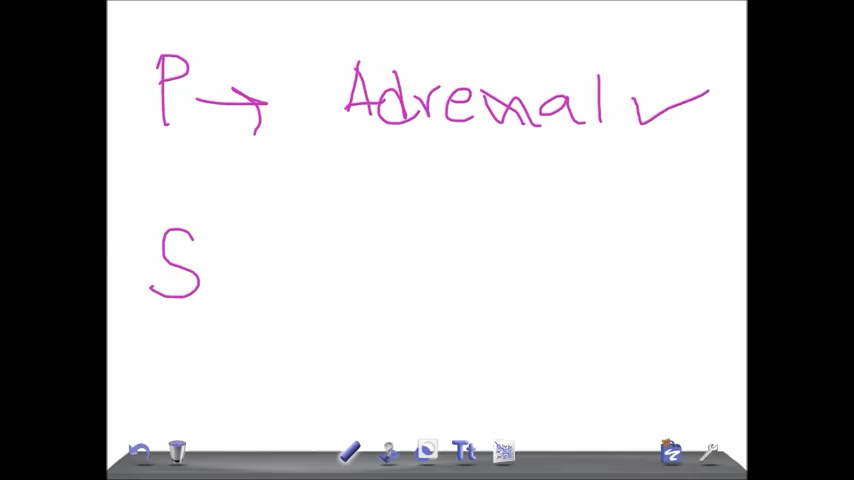 P → Adrenal ✓
S